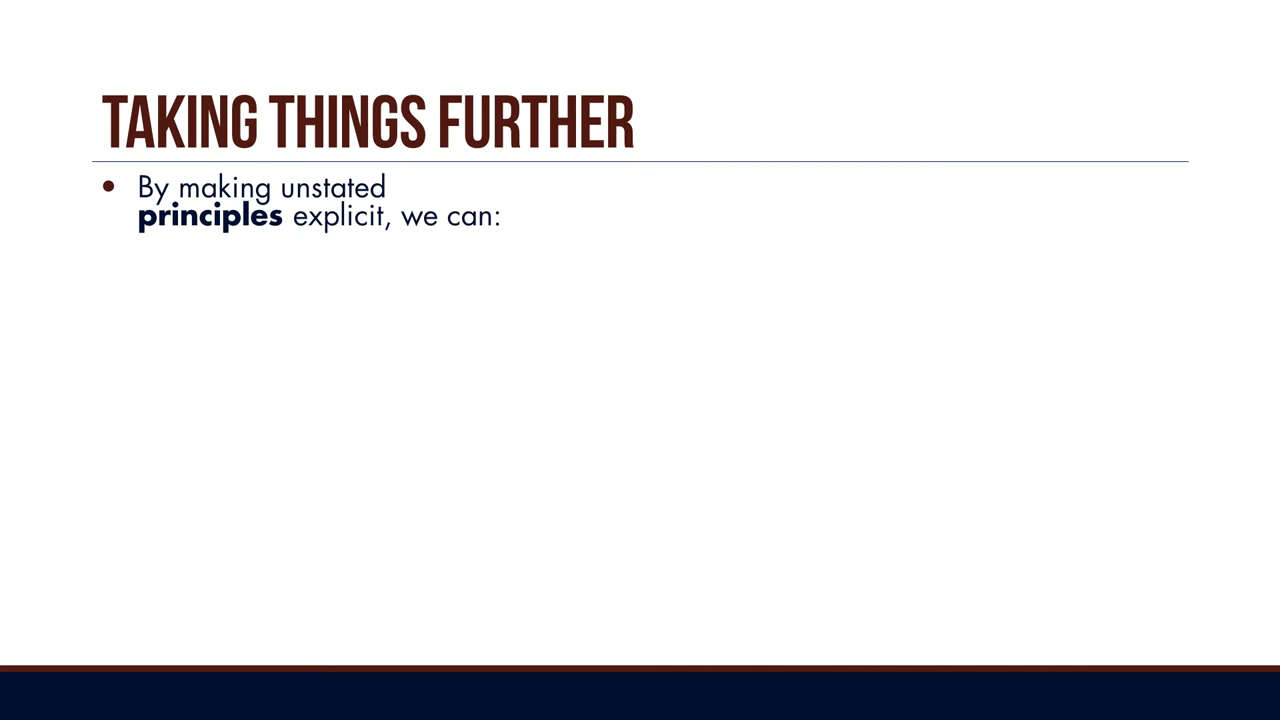 TAKING THINGS FURTHER
• By making unstated
principles explicit, we can: